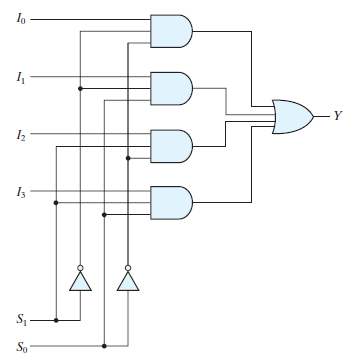 I₀
I₁
Y
I₂
I₃
S₁
S₀